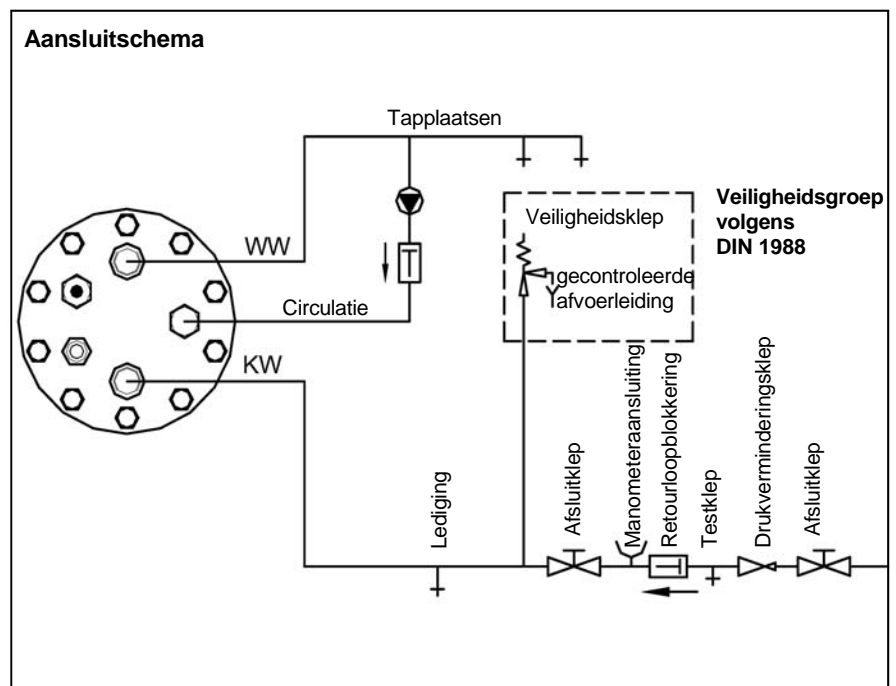 Aansluitschema
Tapplaatsen
Veiligheidsgroep
volgens
DIN 1988
Veiligheidsklep
gecontroleerde
afvoerleiding
WW
Circulatie
KW
Lediging
Afsluitklep
Manometeraansluiting
Retourloopblokkering
Testklep
Drukverminderingsklep
Afsluitklep